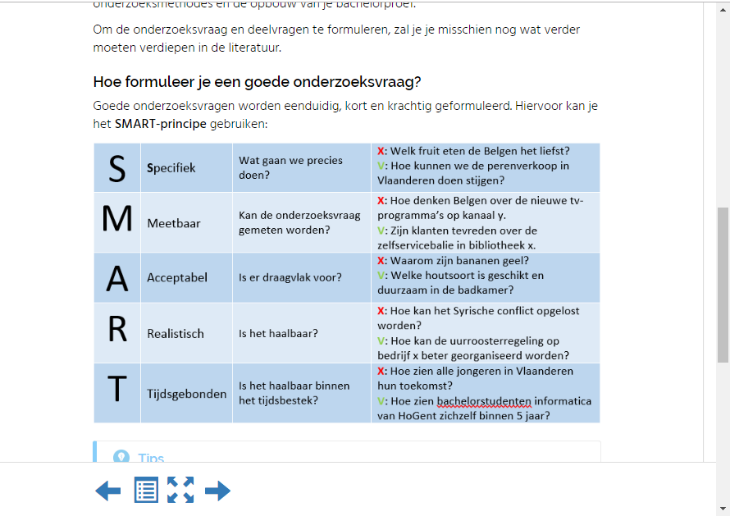 onderzoeksmethodes en de opbouw van je bachelorproef.
Om de onderzoeksvraag en deelvragen te formuleren, zal je je misschien nog wat verder
moeten verdiepen in de literatuur.
Hoe formuleer je een goede onderzoeksvraag?
Goede onderzoeksvragen worden eenduidig, kort en krachtig geformuleerd. Hiervoor kan je
het SMART-principe gebruiken:
S
Specifiek
Wat gaan we precies
doen?
X: Welk fruit eten de Belgen het liefst?
V: Hoe kunnen we de perenverkoop in
Vlaanderen doen stijgen?
M
Meetbaar
Kan de onderzoeksvraag
gemeten worden?
X: Hoe denken Belgen over de nieuwe tv-
programma's op kanaal y.
V: Zijn klanten tevreden over de
zelfservicebalie in bibliotheek x.
A
Acceptabel
Is er draagvlak voor?
X: Waarom zijn bananen geel?
V: Welke houtsoort is geschikt en
duurzaam in de badkamer?
R
Realistisch
Is het haalbaar?
X: Hoe kan het Syrische conflict opgelost
worden?
V: Hoe kan de uurroosterregeling op
bedrijf x beter georganiseerd worden?
T
Tijdsgebonden
Is het haalbaar binnen
het tijdsbestek?
X: Hoe zien alle jongeren in Vlaanderen
hun toekomst?
V: Hoe zien bachelorstudenten informatica
van HoGent zichzelf binnen 5 jaar?
Tips